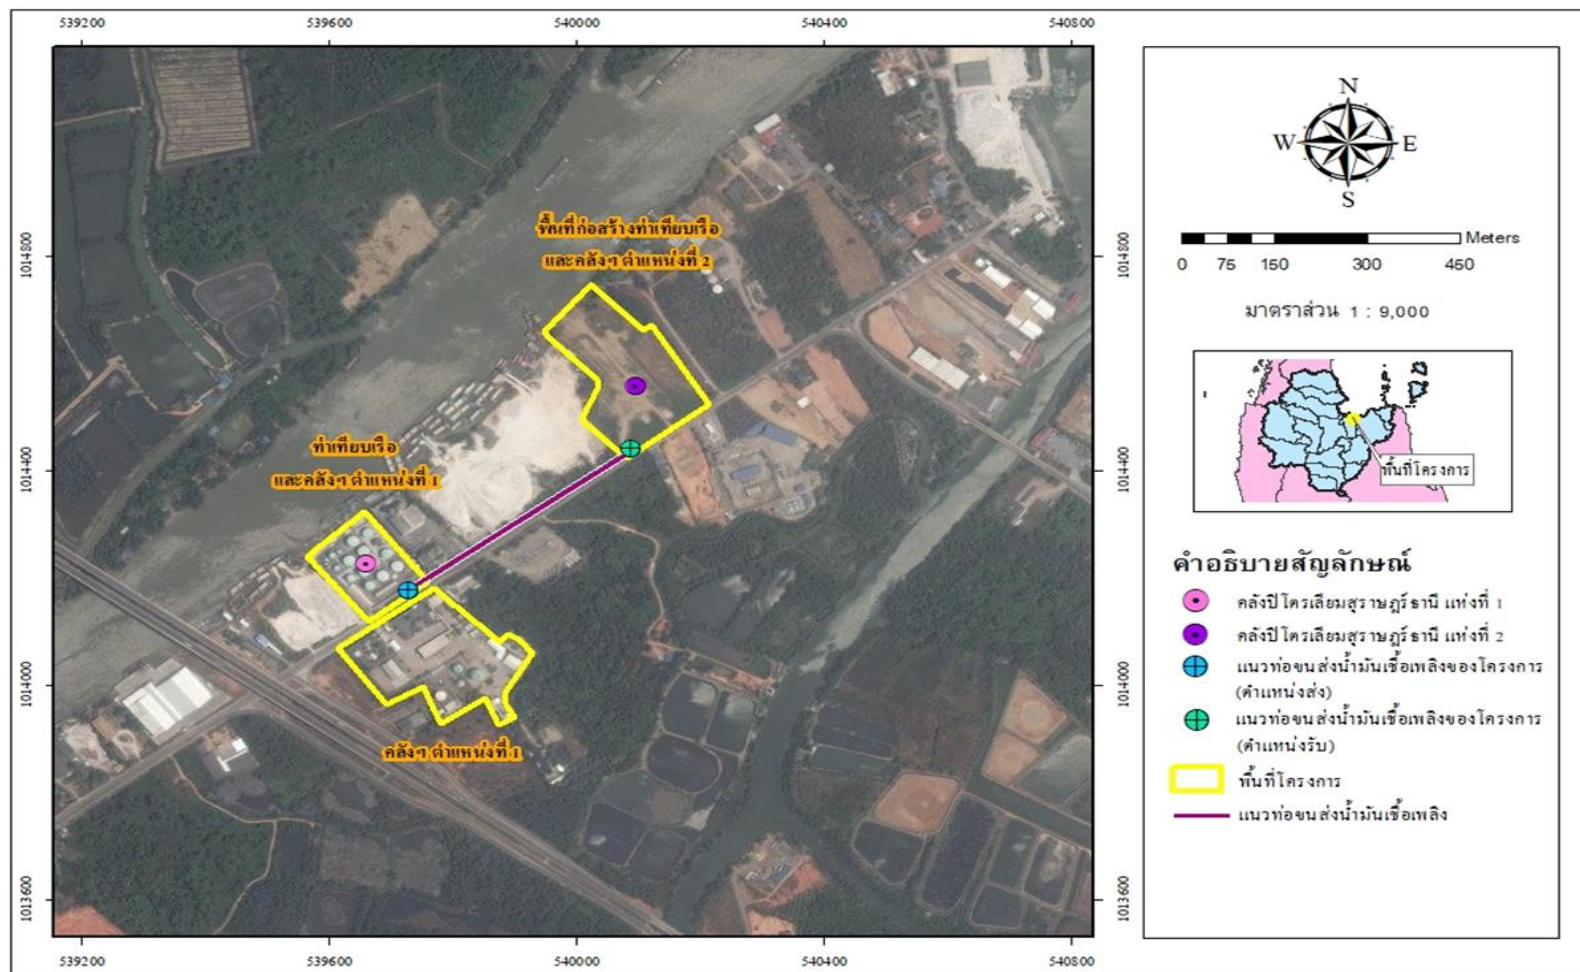 539200 539600 540000 540400 540800
1014800
1014400
1014000
1013600
พื้นที่ก่อสร้างท่าเทียบเรือ
และคลังฯ ตำแหน่งที่ 2
ท่าเทียบเรือ
และคลังฯ ตำแหน่งที่ 1
คลังฯ ตำแหน่งที่ 1
1014800
1014400
1014000
1013600
539200 539600 540000 540400 540800
N
W E
S
Meters
0 75 150 300 450
มาตราส่วน 1 : 9,000
พื้นที่โครงการ
คำอธิบายสัญลักษณ์
คลังปิโตรเลียมสุราษฎร์ธานี แห่งที่ 1
คลังปิโตรเลียมสุราษฎร์ธานี แห่งที่ 2
แนวท่อขนส่งน้ำมันเชื้อเพลิงของโครงการ
(ตำแหน่งส่ง)
แนวท่อขนส่งน้ำมันเชื้อเพลิงของโครงการ
(ตำแหน่งรับ)
พื้นที่โครงการ
แนวท่อขนส่งน้ำมันเชื้อเพลิง